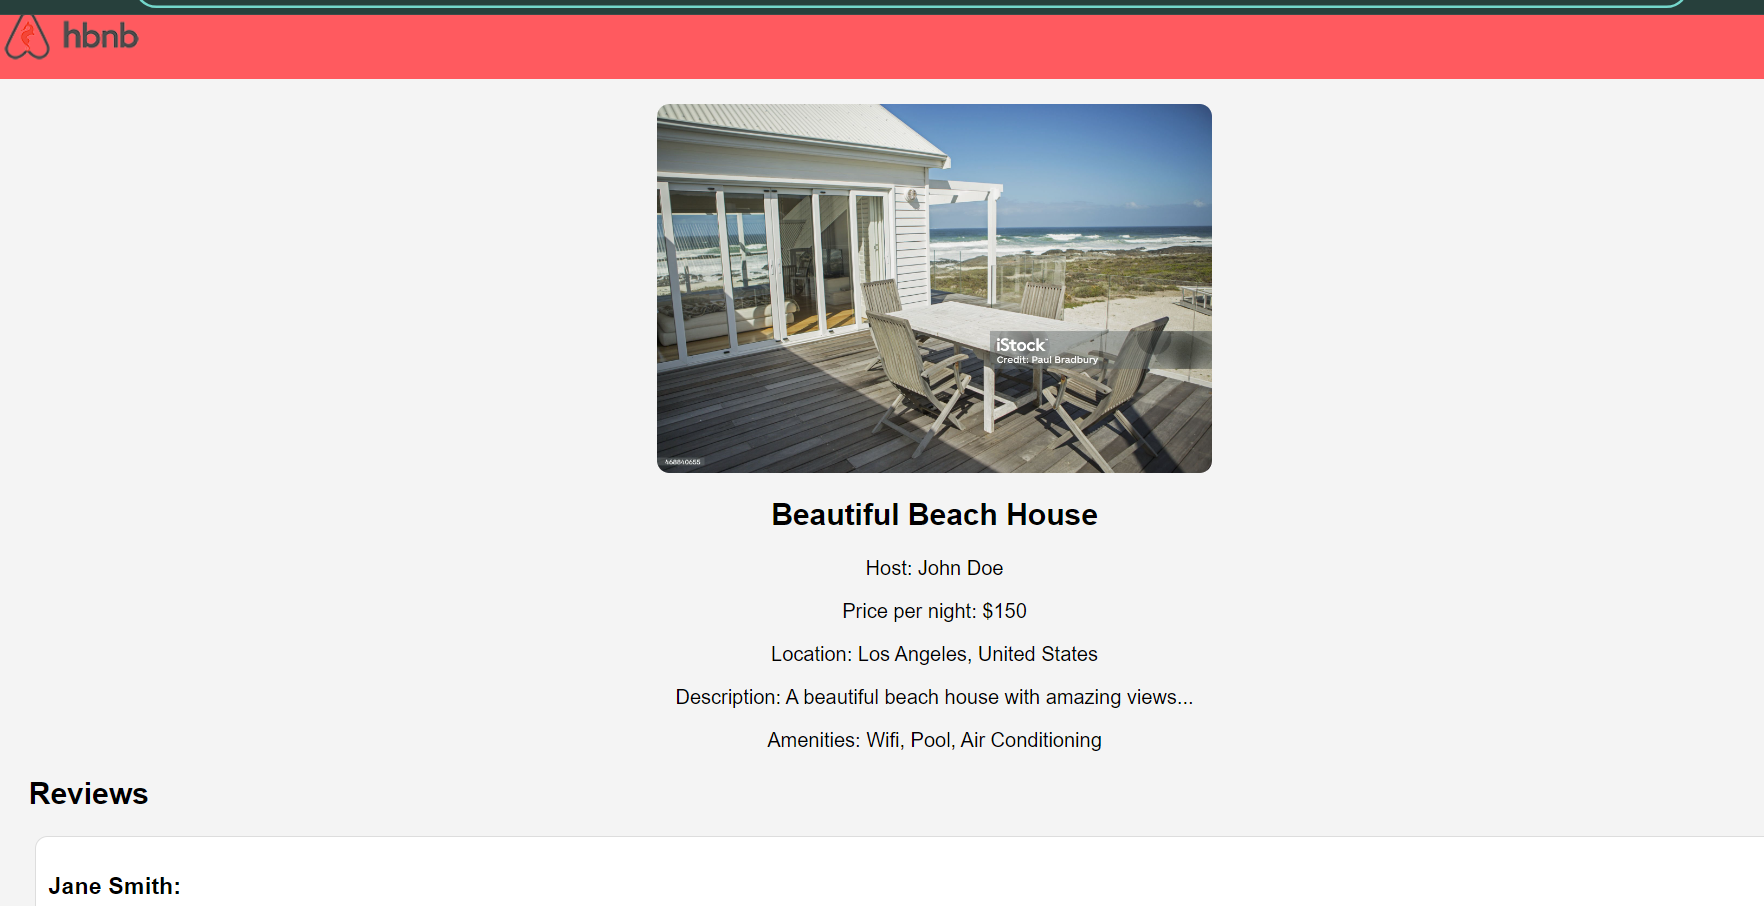 hbnb
iStock
Credit: Paul Bradbury
468840655
Beautiful Beach House
Host: John Doe
Price per night: $150
Location: Los Angeles, United States
Description: A beautiful beach house with amazing views...
Amenities: Wifi, Pool, Air Conditioning
Reviews
Jane Smith: